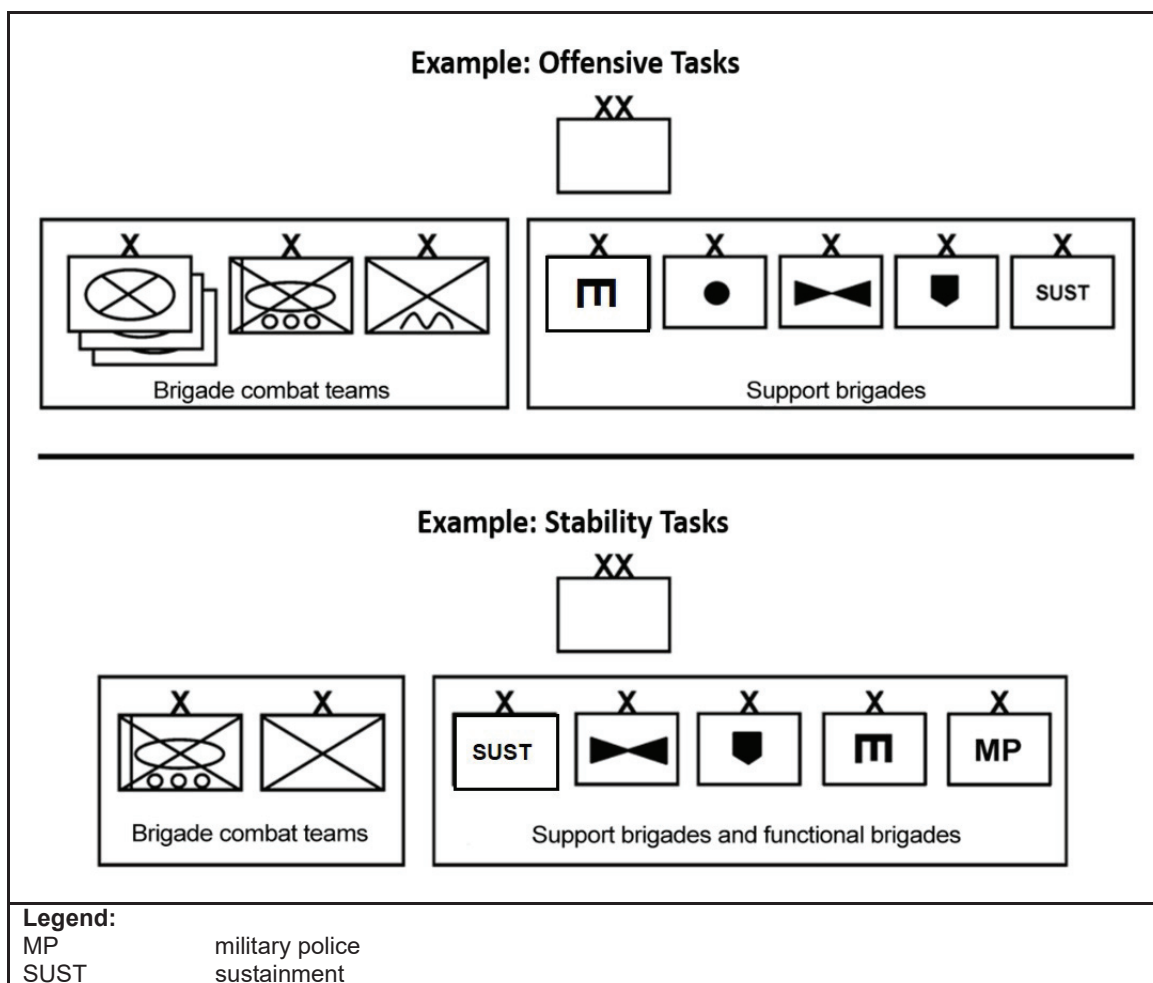 Example: Offensive Tasks
XX
X X X X X X X X
SUST
Brigade combat teams Support brigades
Example: Stability Tasks
XX
X X X X X X X
SUST MP
Brigade combat teams Support brigades and functional brigades
Legend:
MP military police
SUST sustainment